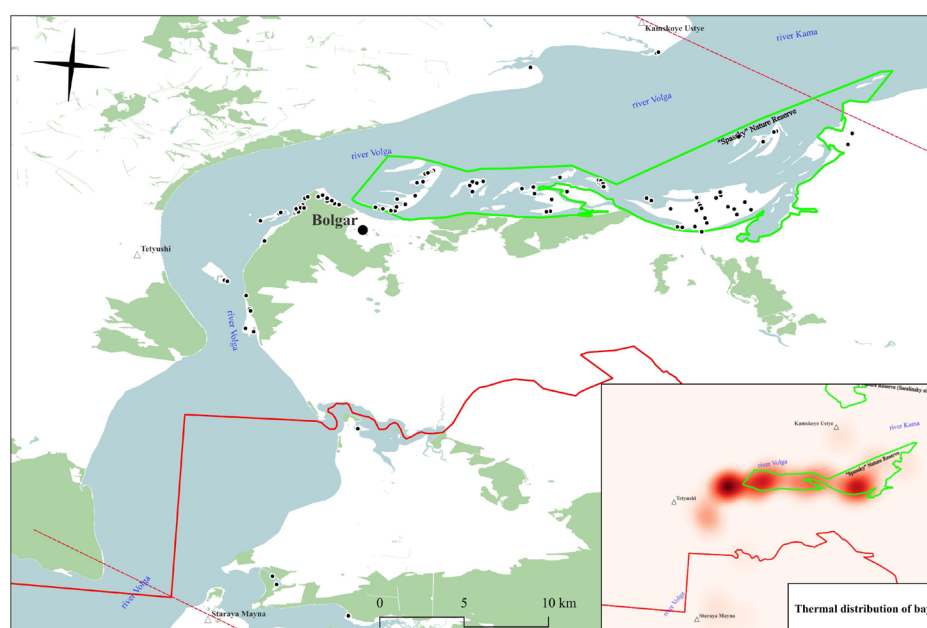 Kamskoye Ustye
river Kama
river Volga
"Spassky" Nature Reserve
river Volga
Bolgar
Tetyushi
river Volga
river Volga
Staraya Mayna
0 5 10 km
Nature Reserve
Kamskoye Ustye
river Kama
river Volga
"Spassky" Nature Reserve
Tetyushi
river Volga
Staraya Mayna
Thermal distribution of ba